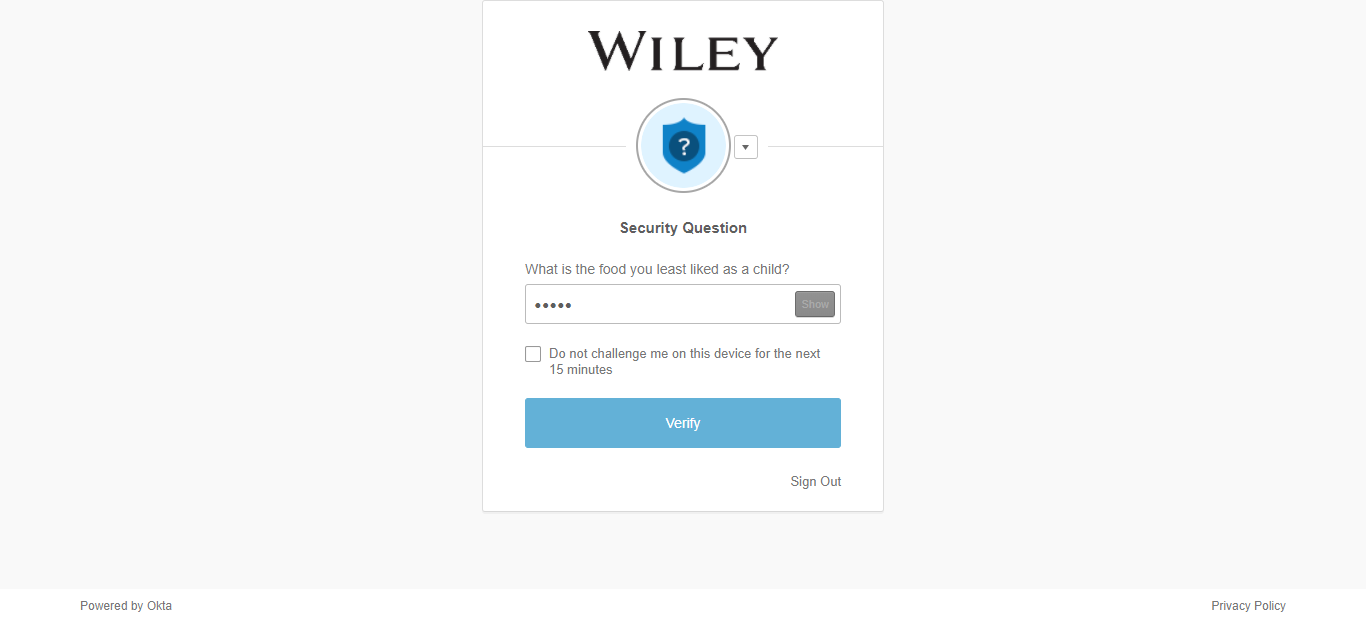 WILEY
?
Security Question
What is the food you least liked as a child?
•••••
Show
Do not challenge me on this device for the next
15 minutes
Verify
Sign Out
Powered by Okta
Privacy Policy